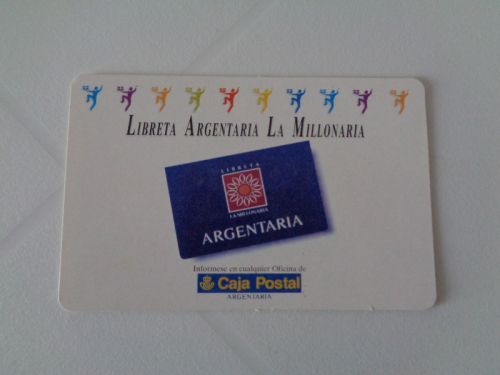 LIBRETA ARGENTARIA LA MILLONARIA
LIBRETA
LA MILLONARIA
ARGENTARIA
Infórmese en cualquier Oficina de
Caja Postal
ARGENTARIA